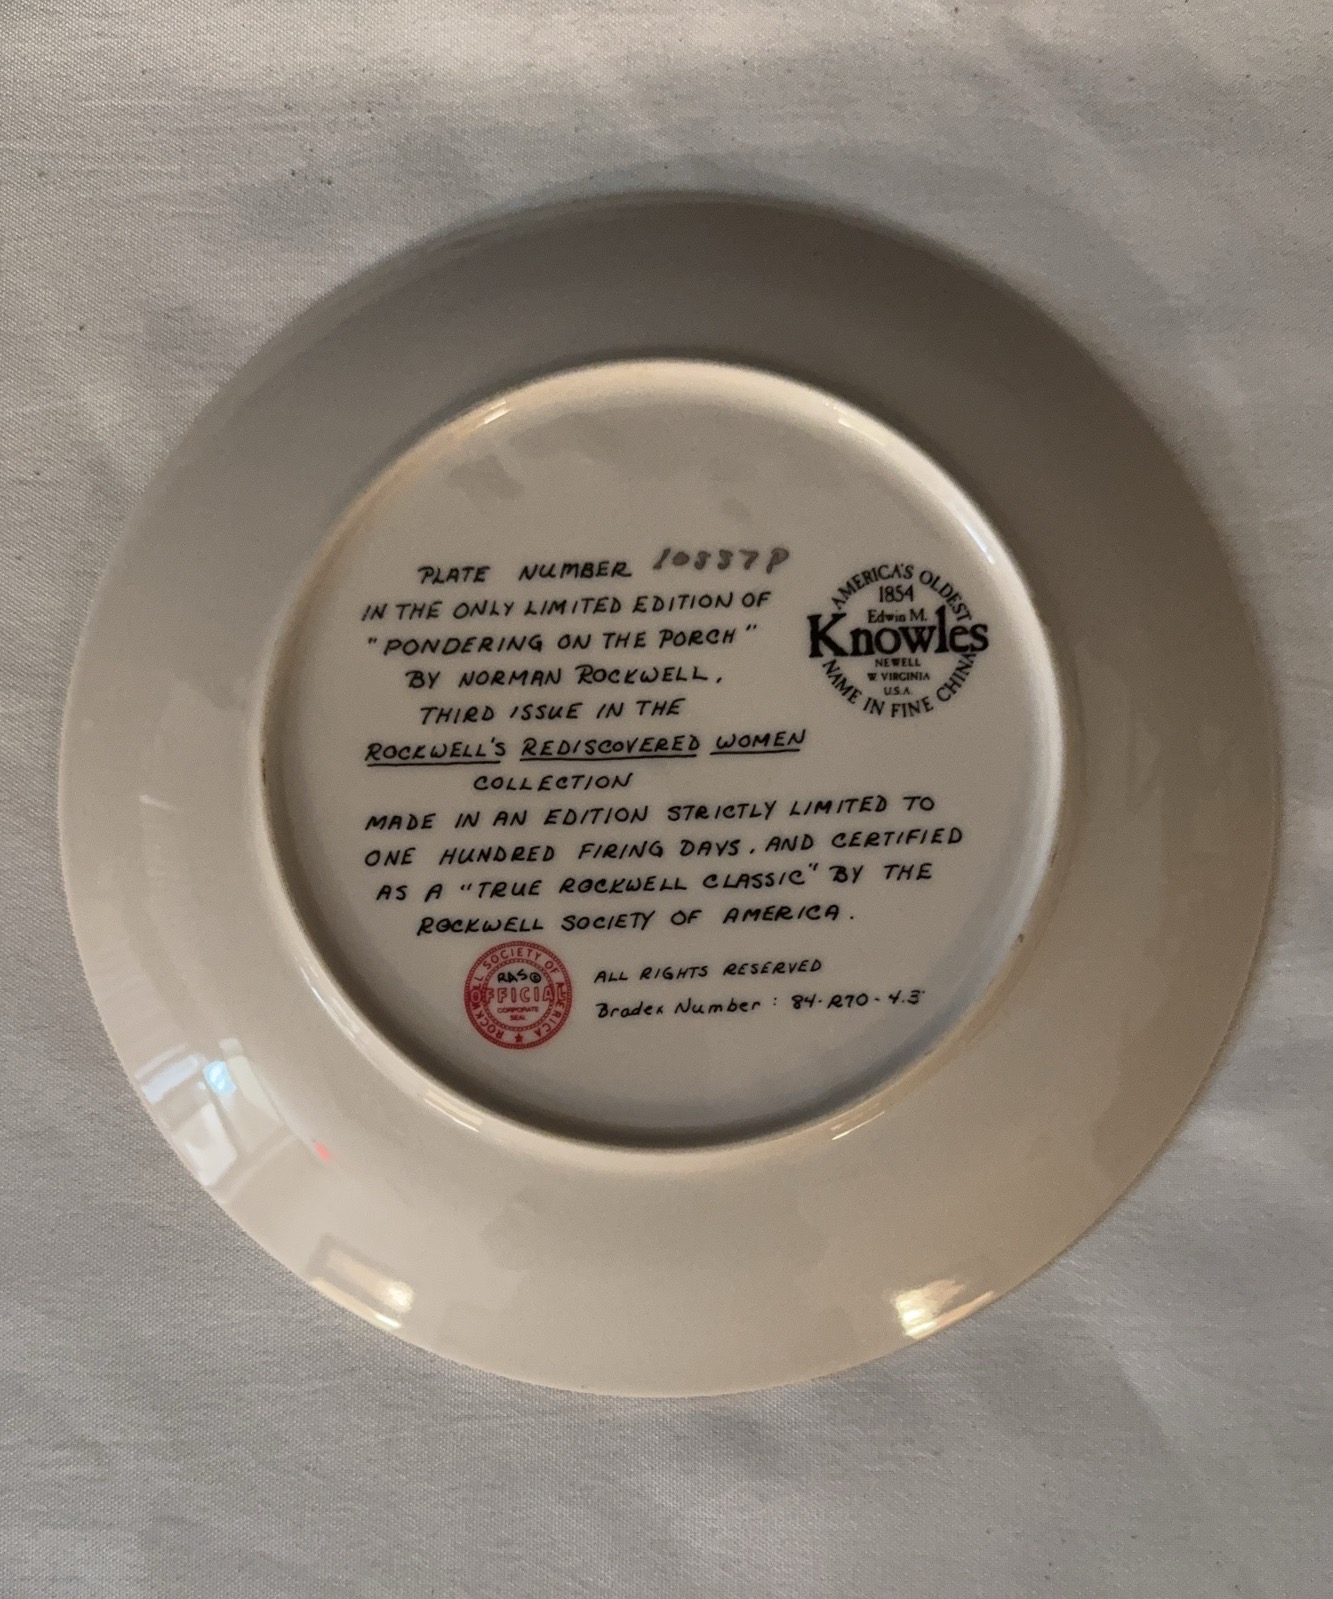 PLATE NUMBER 10337P
IN THE ONLY LIMITED EDITION OF
"PONDERING ON THE PORCH"
BY NORMAN ROCKWELL,
THIRD ISSUE IN THE
ROCKWELL'S REDISCOVERED WOMEN
COLLECTION
MADE IN AN EDITION STRICTLY LIMITED TO
ONE HUNDRED FIRING DAYS, AND CERTIFIED
AS A "TRUE ROCKWELL CLASSIC" BY THE
ROCKWELL SOCIETY OF AMERICA.
AMERICA'S OLDEST
1854
Edwin M.
Knowles
NEWELL
W. VIRGINIA
U.S.A.
NAME IN FINE CHINA
ROCKWELL SOCIETY OF AMERICA
RAS©
OFFICIAL
CORPORATE
SEAL
ALL RIGHTS RESERVED
Bradex Number: 84-R70-4.3